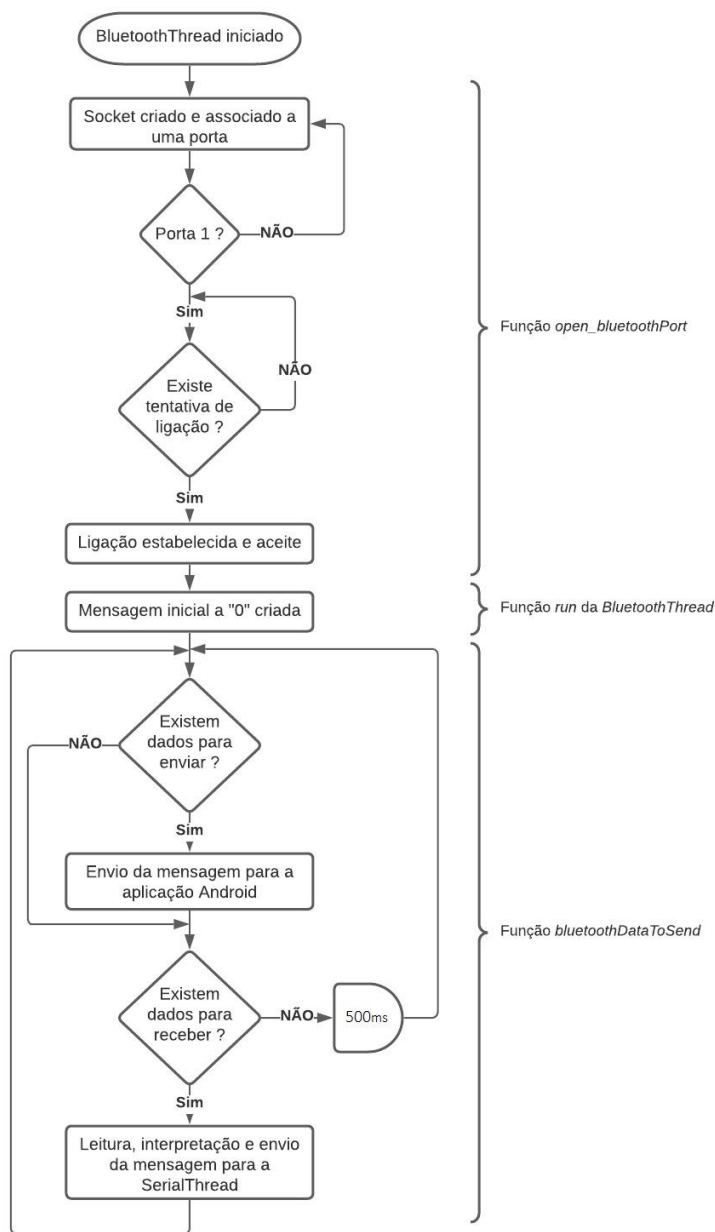 BluetoothThread iniciado
Socket criado e associado a
uma porta
Porta 1 ?
NÃO
Sim
Existe
tentativa de
ligação ?
NÃO
Sim
Ligação estabelecida e aceite
Função open_bluetoothPort
Mensagem inicial a "0" criada
Função run da BluetoothThread
Existem
dados para
enviar ?
NÃO
Sim
Envio da mensagem para a
aplicação Android
Existem
dados para
receber ?
NÃO
500ms
Sim
Leitura, interpretação e envio
da mensagem para a
SerialThread
Função bluetoothDataToSend